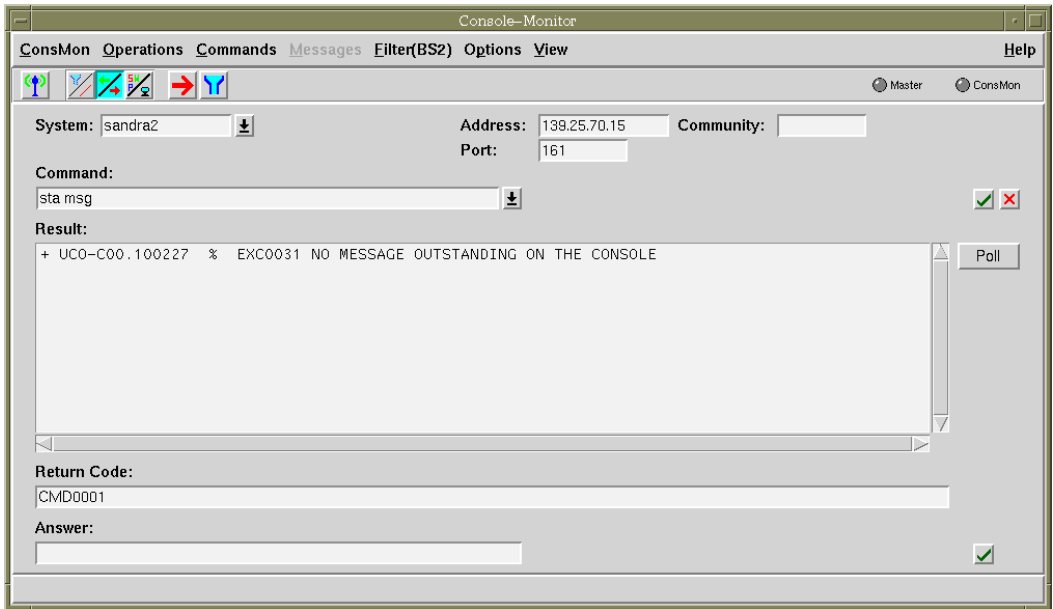 Console-Monitor
ConsMon Operations Commands Messages Filter(BS2) Options View Help
Master ConsMon
System: sandra2 Address: 139.25.70.15 Community:
Port: 161
Command:
sta msg
Result:
+ UCO-C00.100227 % EXC0031 NO MESSAGE OUTSTANDING ON THE CONSOLE
Poll
Return Code:
CMD0001
Answer: